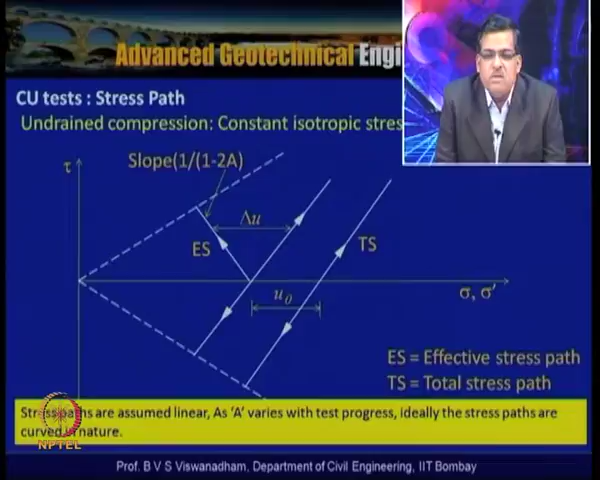 Advanced Geotechnical Engi
CU tests : Stress Path
Undrained compression: Constant isotropic stres
τ
Slope(1/(1-2A)
Δu
ES
TS
u₀
σ, σ'
ES = Effective stress path
TS = Total stress path
Stress paths are assumed linear, As 'A' varies with test progress, ideally the stress paths are
curved in nature.
NPTEL
Prof. B V S Viswanadham, Department of Civil Engineering, IIT Bombay